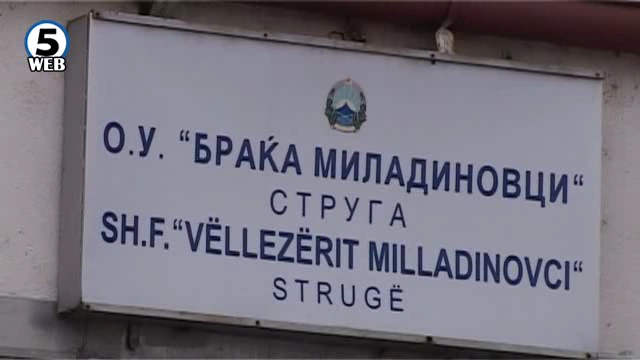 5
WEB
О.У. “БРАЌА МИЛАДИНОВЦИ“
СТРУГА
SH.F.“VËLLEZËRIT MILLADINOVCI“
STRUGË